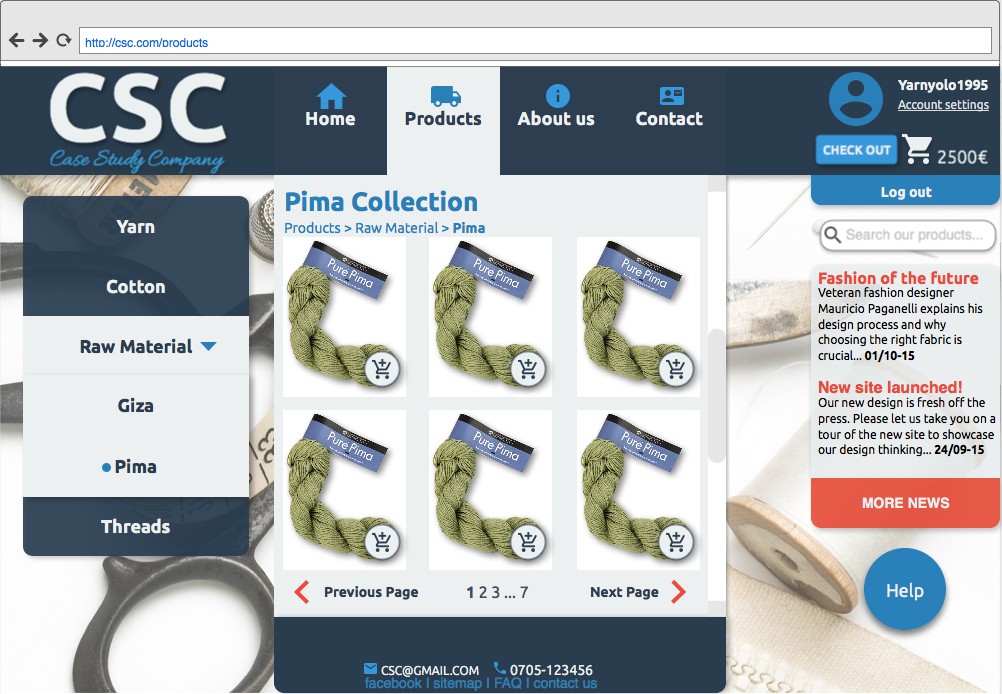 http://csc.com/products
CSC
Case Study Company
Home
Products
About us
Contact
Yarnyolo1995
Account settings
CHECK OUT
2500€
Log out
Yarn
Cotton
Raw Material
Giza
Pima
Threads
Pima Collection
Products > Raw Material > Pima
Pure Pima
Pure Pima
Pure Pima
Pure Pima
Pure Pima
Pure Pima
Previous Page
1 2 3 ... 7
Next Page
Search our products...
Fashion of the future
Veteran fashion designer
Mauricio Paganelli explains his
design process and why
choosing the right fabric is
crucial... 01/10-15
New site launched!
Our new design is fresh off the
press. Please let us take you on a
tour of the new site to showcase
our design thinking... 24/09-15
MORE NEWS
Help
CSC@GMAIL.COM 0705-123456
facebook | sitemap | FAQ | contact us